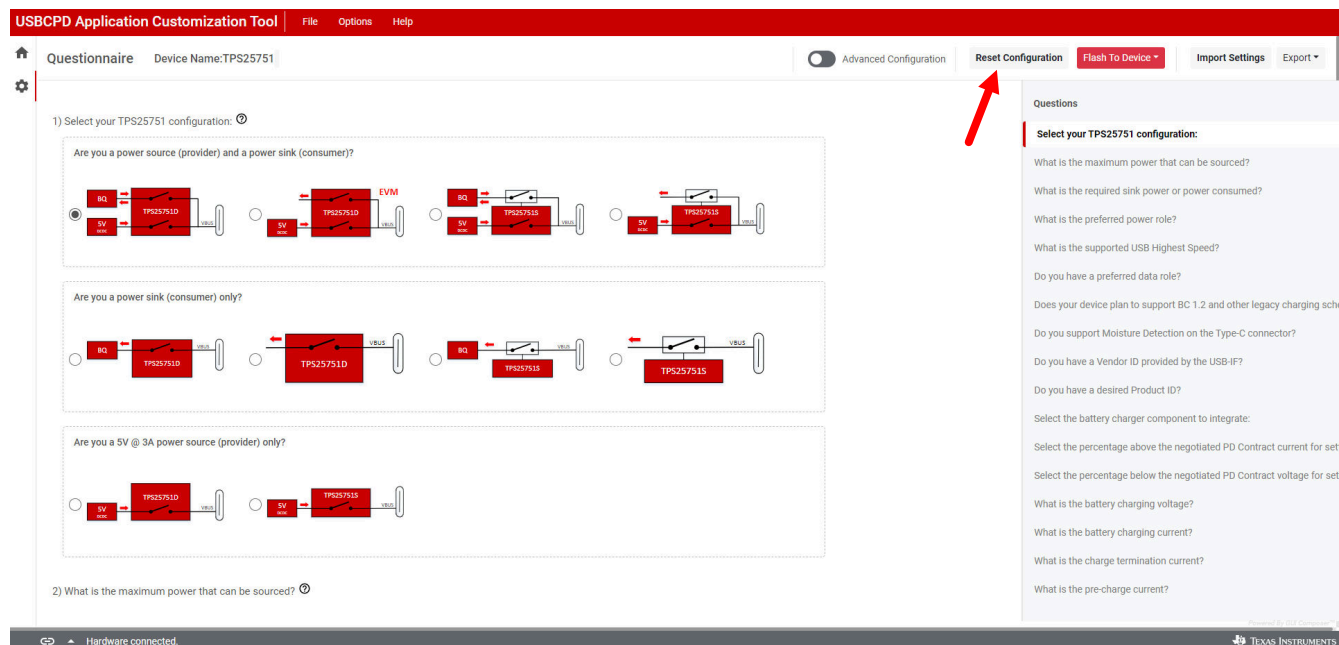 USBCPD Application Customization Tool File Options Help
Questionnaire Device Name:TPS25751 Advanced Configuration Reset Configuration Flash To Device Import Settings Export
1) Select your TPS25751 configuration:
Are you a power source (provider) and a power sink (consumer)?
BQ TPS25751D 5V DCDC VBUS
EVM TPS25751D 5V DCDC VBUS
BQ TPS25751S 5V DCDC VBUS
TPS25751S 5V DCDC VBUS
Are you a power sink (consumer) only?
BQ TPS25751D VBUS
TPS25751D VBUS
BQ TPS25751S VBUS
TPS25751S VBUS
Are you a 5V @ 3A power source (provider) only?
TPS25751D 5V DCDC VBUS
TPS25751S 5V DCDC VBUS
2) What is the maximum power that can be sourced?
Questions
Select your TPS25751 configuration:
What is the maximum power that can be sourced?
What is the required sink power or power consumed?
What is the preferred power role?
What is the supported USB Highest Speed?
Do you have a preferred data role?
Does your device plan to support BC 1.2 and other legacy charging sche
Do you support Moisture Detection on the Type-C connector?
Do you have a Vendor ID provided by the USB-IF?
Do you have a desired Product ID?
Select the battery charger component to integrate:
Select the percentage above the negotiated PD Contract current for set
Select the percentage below the negotiated PD Contract voltage for set
What is the battery charging voltage?
What is the battery charging current?
What is the charge termination current?
What is the pre-charge current?
Powered By GUI Composer™
Hardware connected. TEXAS INSTRUMENTS